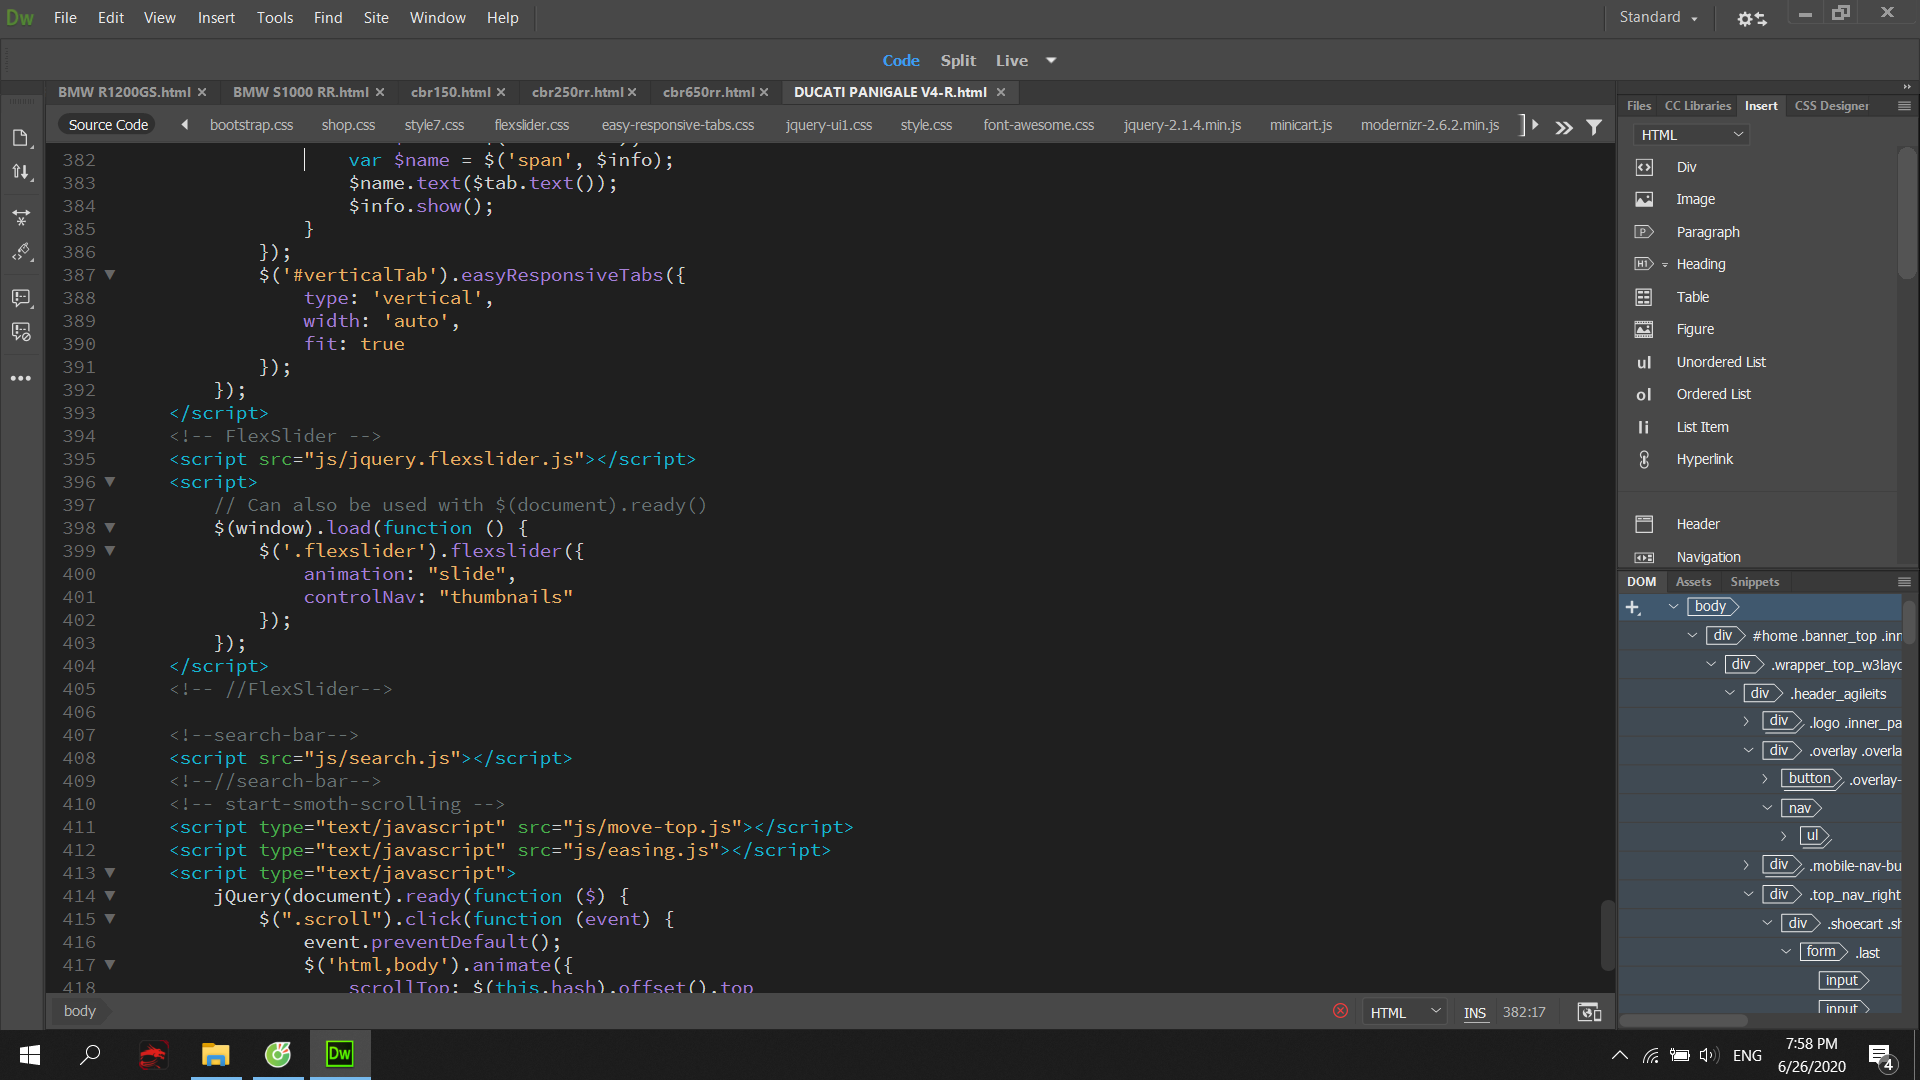 Dw File Edit View Insert Tools Find Site Window Help Standard
Code Split Live
BMW R1200GS.html BMW S1000 RR.html cbr150.html cbr250rr.html cbr650rr.html DUCATI PANIGALE V4-R.html
Source Code bootstrap.css shop.css style7.css flexslider.css easy-responsive-tabs.css jquery-ui1.css style.css font-awesome.css jquery-2.1.4.min.js minicart.js modernizr-2.6.2.min.js
382 var $name = $('span', $info);
383 $name.text($tab.text());
384 $info.show();
385 }
386 });
387 $('#verticalTab').easyResponsiveTabs({
388 type: 'vertical',
389 width: 'auto',
390 fit: true
391 });
392 });
393 </script>
394 <!-- FlexSlider -->
395 <script src="js/jquery.flexslider.js"></script>
396 <script>
397 // Can also be used with $(document).ready()
398 $(window).load(function () {
399 $('.flexslider').flexslider({
400 animation: "slide",
401 controlNav: "thumbnails"
402 });
403 });
404 </script>
405 <!-- //FlexSlider-->
406
407 <!--search-bar-->
408 <script src="js/search.js"></script>
409 <!--//search-bar-->
410 <!-- start-smoth-scrolling -->
411 <script type="text/javascript" src="js/move-top.js"></script>
412 <script type="text/javascript" src="js/easing.js"></script>
413 <script type="text/javascript">
414 jQuery(document).ready(function ($) {
415 $(".scroll").click(function (event) {
416 event.preventDefault();
417 $('html,body').animate({
418 scrollTop: $(this.hash).offset().top
body HTML INS 382:17
Files CC Libraries Insert CSS Designer
HTML
Div
Image
Paragraph
H1 Heading
Table
Figure
ul Unordered List
ol Ordered List
li List Item
Hyperlink
Header
Navigation
DOM Assets Snippets
body
div #home .banner_top .inn
div .wrapper_top_w3layo
div .header_agileits
div .logo .inner_pa
div .overlay .overla
button .overlay-
nav
ul
div .mobile-nav-bu
div .top_nav_right
div .shoecart .sh
form .last
input
input
Dw ENG 7:58 PM
6/26/2020 4